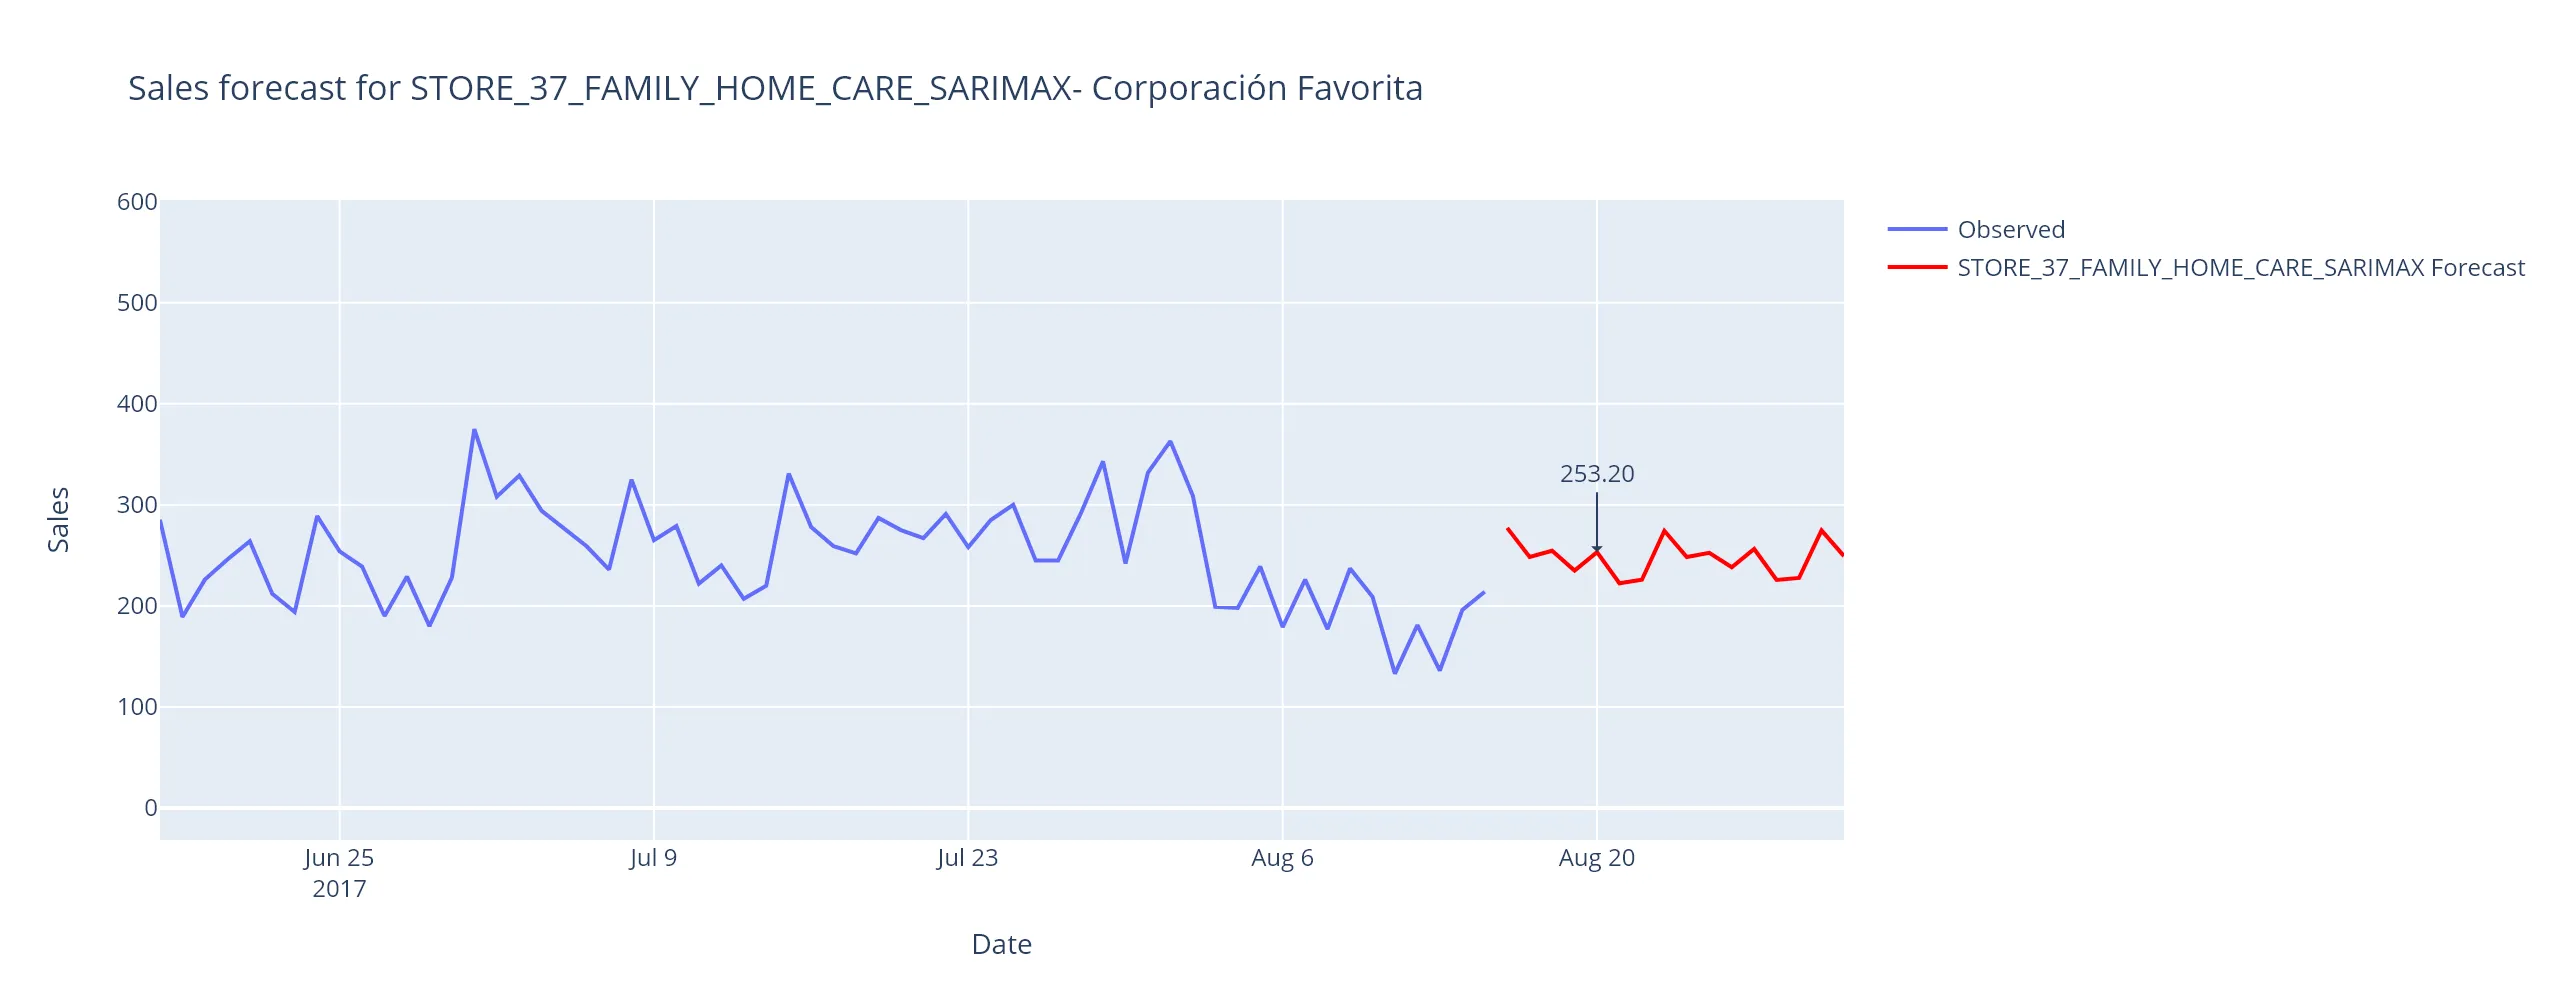 Sales forecast for STORE_37_FAMILY_HOME_CARE_SARIMAX- Corporación Favorita
Observed
STORE_37_FAMILY_HOME_CARE_SARIMAX Forecast
600
500
400
300
200
100
0
Sales
253.20
Jun 25
2017
Jul 9
Jul 23
Aug 6
Aug 20
Date